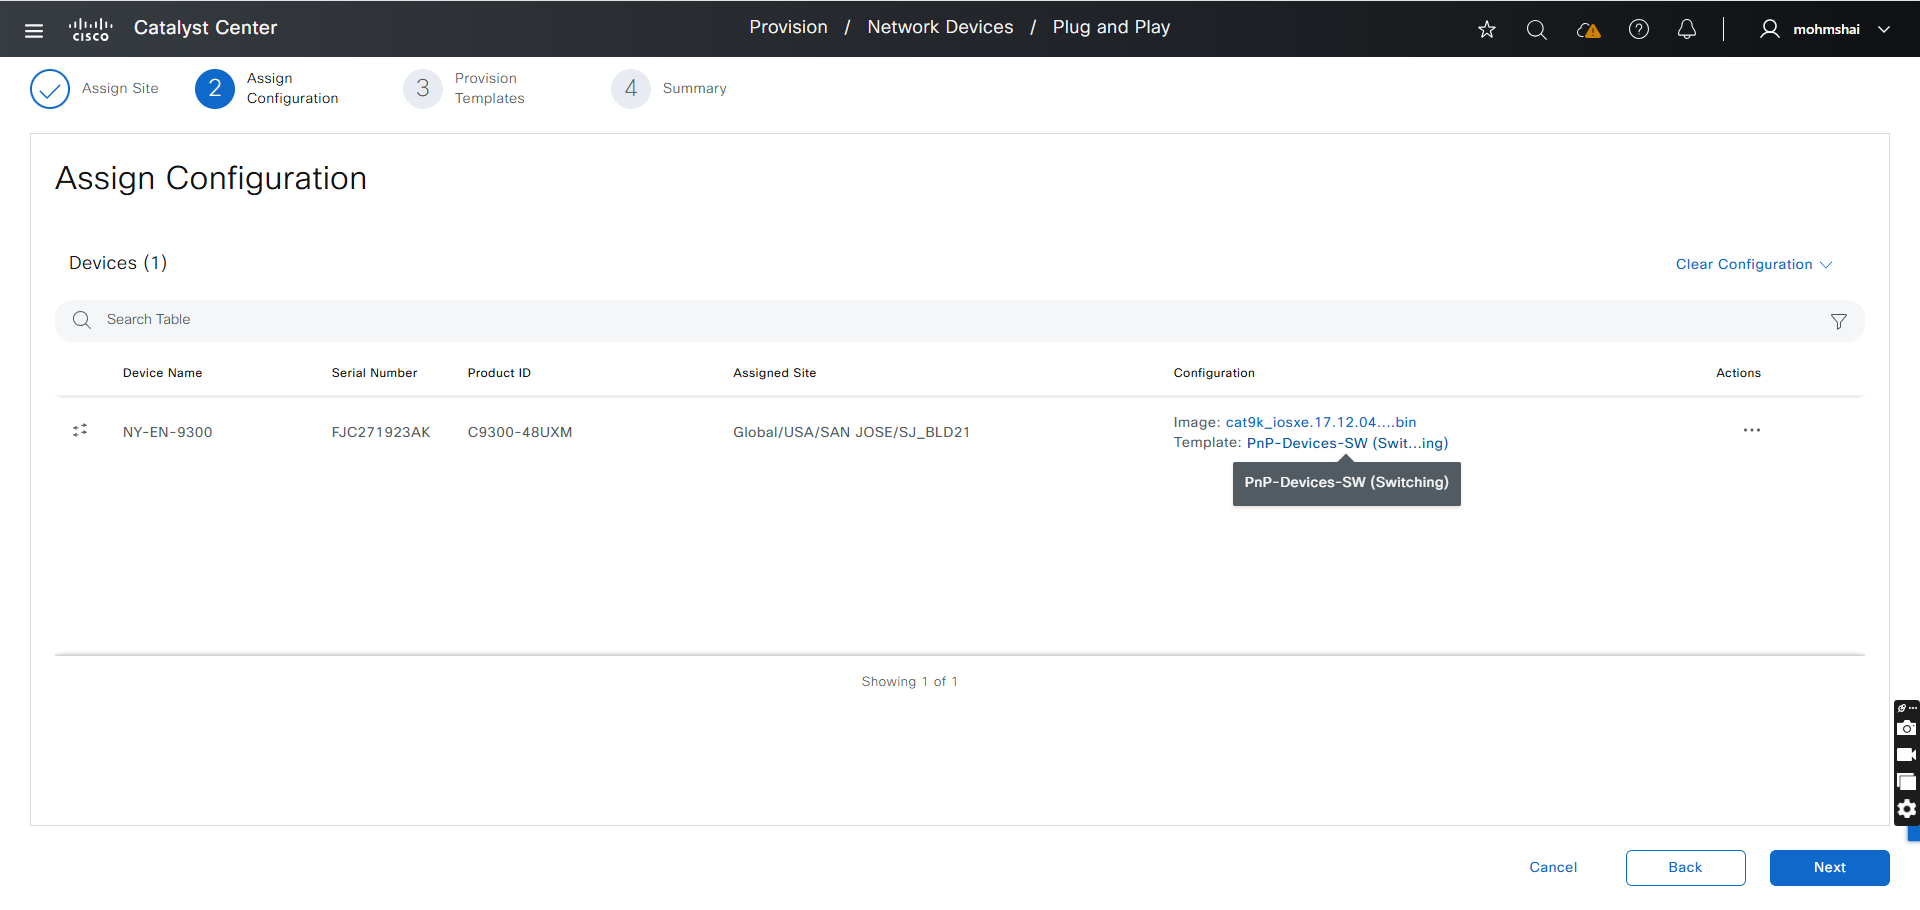 cisco Catalyst Center
Provision / Network Devices / Plug and Play
mohmshai
Assign Site
2 Assign Configuration
3 Provision Templates
4 Summary
Assign Configuration
Devices (1)
Clear Configuration
Search Table
Device Name Serial Number Product ID Assigned Site Configuration Actions
NY-EN-9300 FJC271923AK C9300-48UXM Global/USA/SAN JOSE/SJ_BLD21
Image: cat9k_iosxe.17.12.04....bin
Template: PnP-Devices-SW (Swit...ing)
PnP-Devices-SW (Switching)
Showing 1 of 1
Cancel Back Next